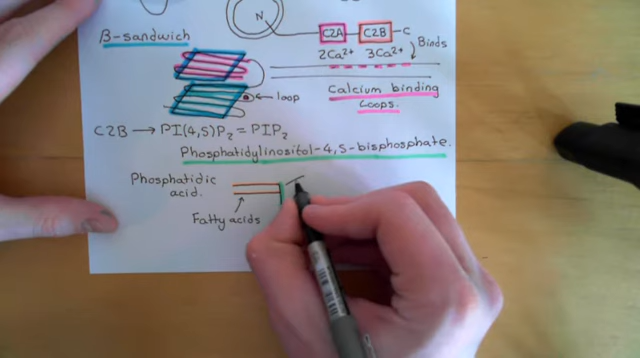 N
C2A C2B C
β-sandwich
2Ca2+ 3Ca2+ Binds
Calcium binding
loops.
loop
C2B → PI(4,5)P2 = PIP2
Phosphatidylinositol-4,5-bisphosphate.
Phosphatidic
acid.
Fatty acids